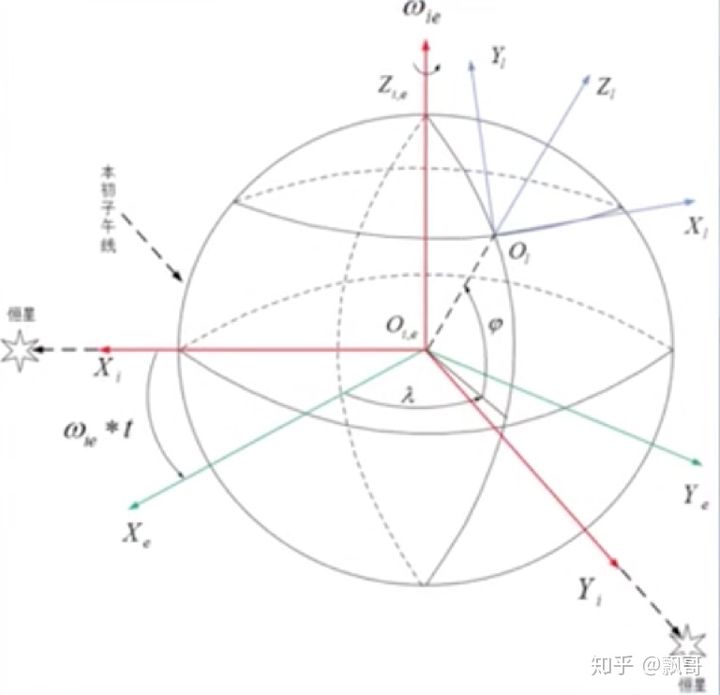 ω_ie
Y_l
Z_i,e
Z_l
本初子午线
X_l
O_l
恒星
O_i,e
φ
X_i
λ
ω_ie * t
Y_e
X_e
Y_i
知乎 @飘哥
恒星